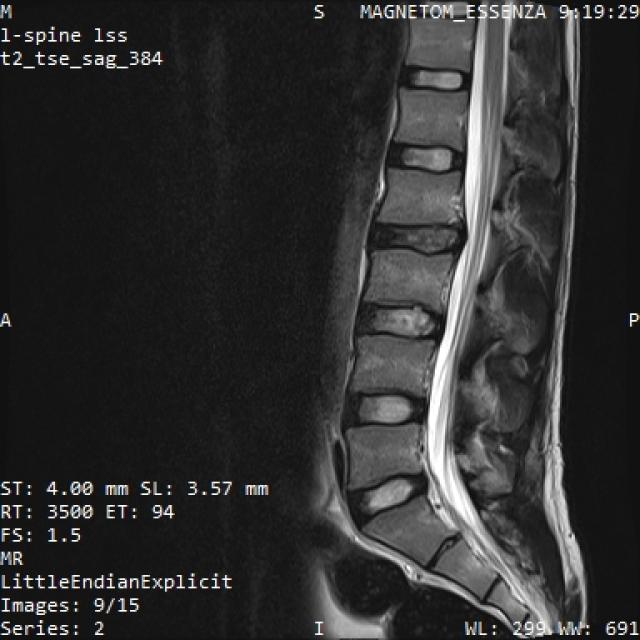 M S MAGNETOM_ESSENZA 9:19:29
l-spine lss
t2_tse_sag_384
A P
ST: 4.00 mm SL: 3.57 mm
RT: 3500 ET: 94
FS: 1.5
MR
LittleEndianExplicit
Images: 9/15
Series: 2 I WL: 299 WW: 691